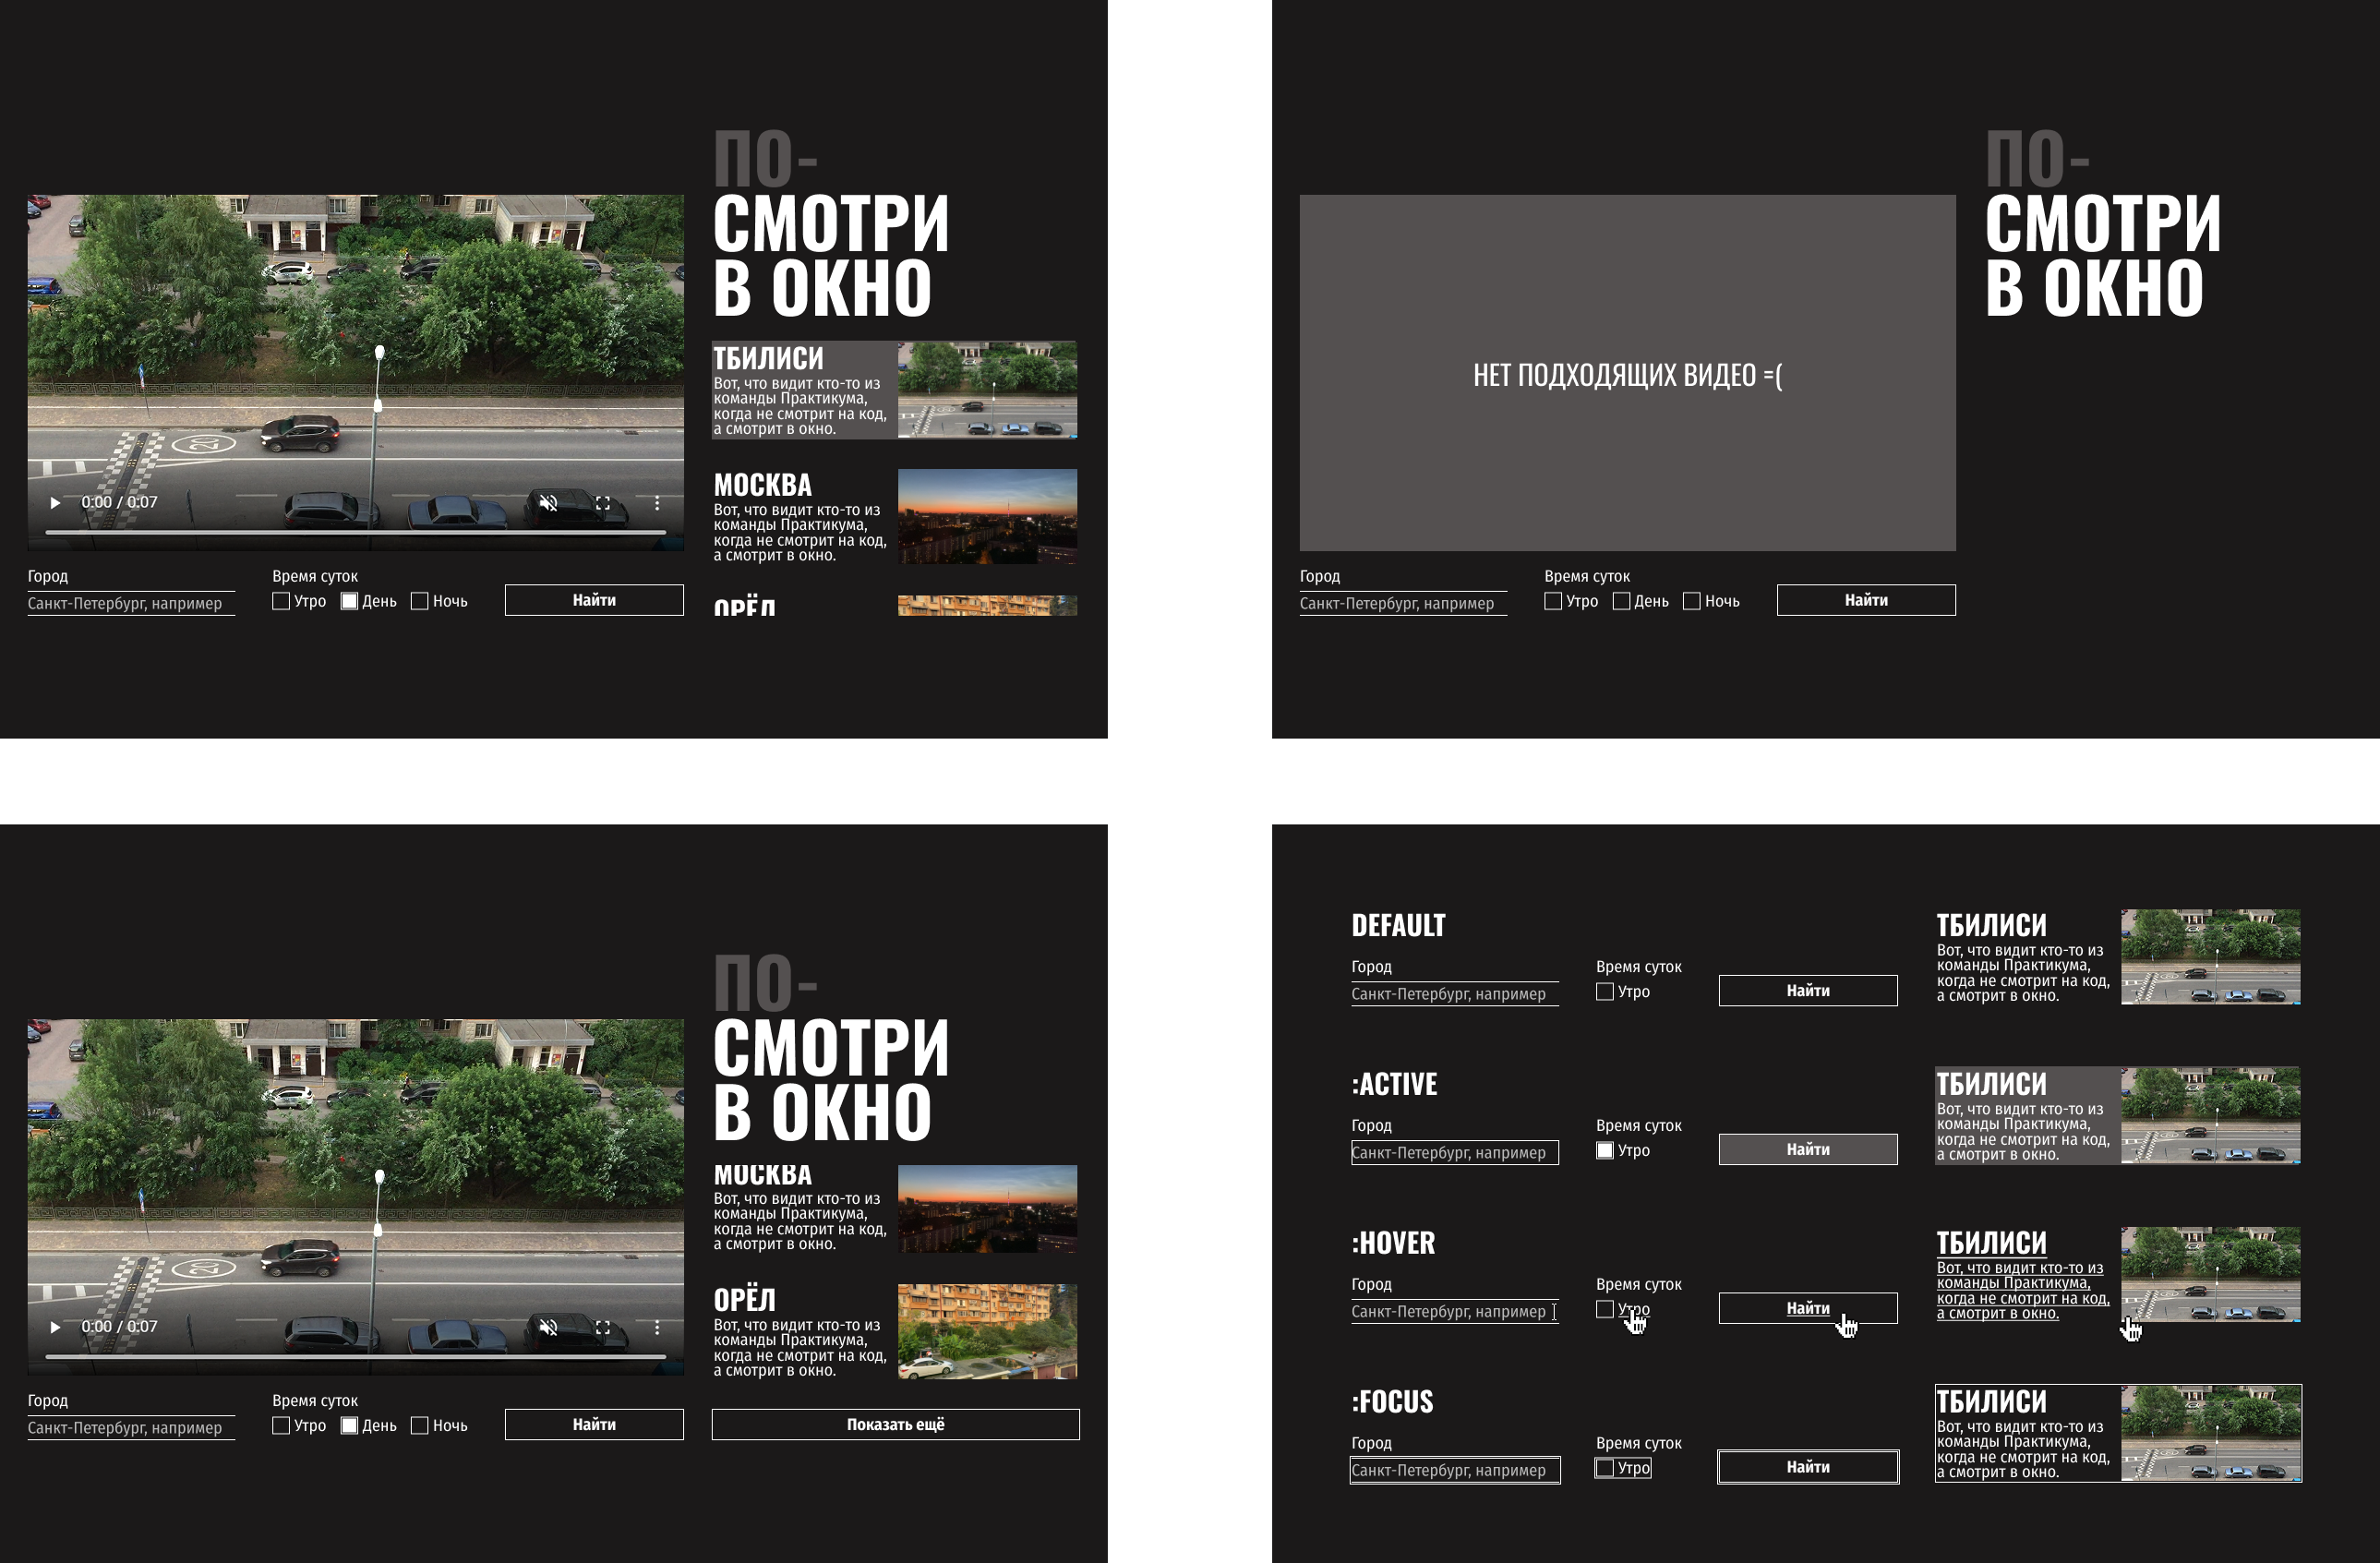 ПО-
СМОТРИ
В ОКНО
ТБИЛИСИ
Вот, что видит кто-то из
команды Практикума,
когда не смотрит на код,
а смотрит в окно.
МОСКВА
Вот, что видит кто-то из
команды Практикума,
когда не смотрит на код,
а смотрит в окно.
ОРЁЛ
20
0:00 / 0:07
Город
Санкт-Петербург, например
Время суток
Утро День Ночь
Найти
ПО-
СМОТРИ
В ОКНО
НЕТ ПОДХОДЯЩИХ ВИДЕО =(
Город
Санкт-Петербург, например
Время суток
Утро День Ночь
Найти
ПО-
СМОТРИ
В ОКНО
МОСКВА
Вот, что видит кто-то из
команды Практикума,
когда не смотрит на код,
а смотрит в окно.
ОРЁЛ
Вот, что видит кто-то из
команды Практикума,
когда не смотрит на код,
а смотрит в окно.
20
0:00 / 0:07
Город
Санкт-Петербург, например
Время суток
Утро День Ночь
Найти
Показать ещё
DEFAULT
Город
Санкт-Петербург, например
Время суток
Утро
Найти
ТБИЛИСИ
Вот, что видит кто-то из
команды Практикума,
когда не смотрит на код,
а смотрит в окно.
:ACTIVE
Город
Санкт-Петербург, например
Время суток
Утро
Найти
ТБИЛИСИ
Вот, что видит кто-то из
команды Практикума,
когда не смотрит на код,
а смотрит в окно.
:HOVER
Город
Санкт-Петербург, например
Время суток
Утро
Найти
ТБИЛИСИ
Вот, что видит кто-то из
команды Практикума,
когда не смотрит на код,
а смотрит в окно.
:FOCUS
Город
Санкт-Петербург, например
Время суток
Утро
Найти
ТБИЛИСИ
Вот, что видит кто-то из
команды Практикума,
когда не смотрит на код,
а смотрит в окно.